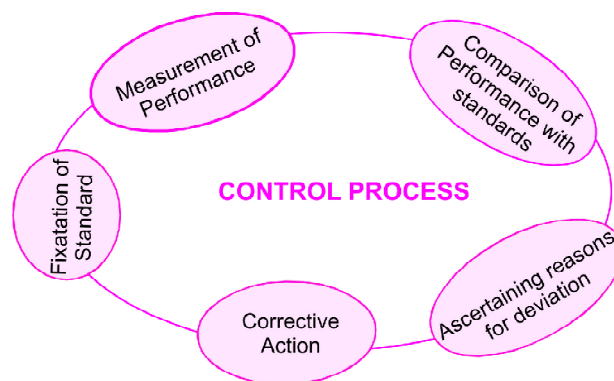 Measurement of
Performance
Comparison of
Performance with
standards
Fixatation of
Standard
CONTROL PROCESS
Ascertaining reasons
for deviation
Corrective
Action